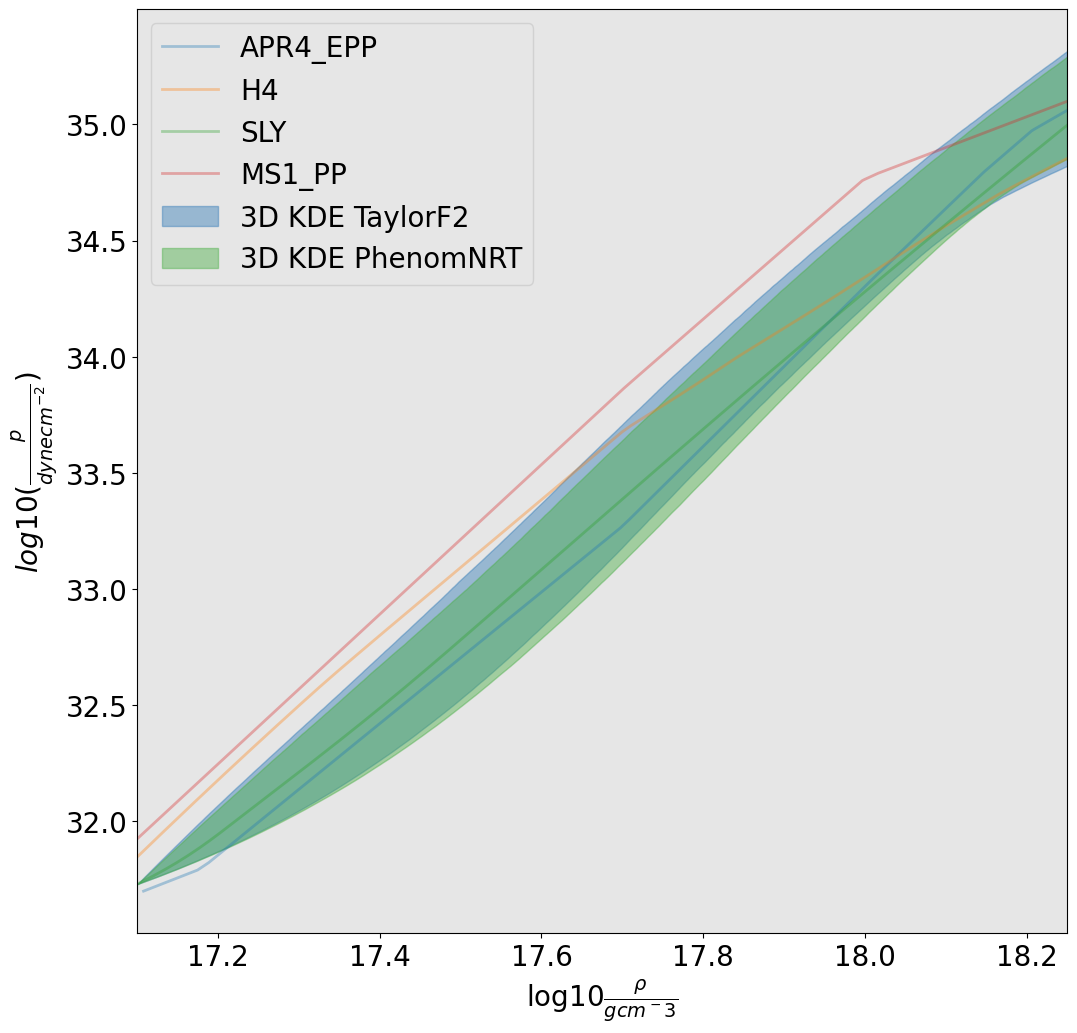 APR4_EPP
H4
SLY
MS1_PP
3D KDE TaylorF2
3D KDE PhenomNRT
35.0
34.5
34.0
33.5
33.0
32.5
32.0
log10(p/dynecm⁻²)
17.2 17.4 17.6 17.8 18.0 18.2
log10 ρ/gcm⁻3